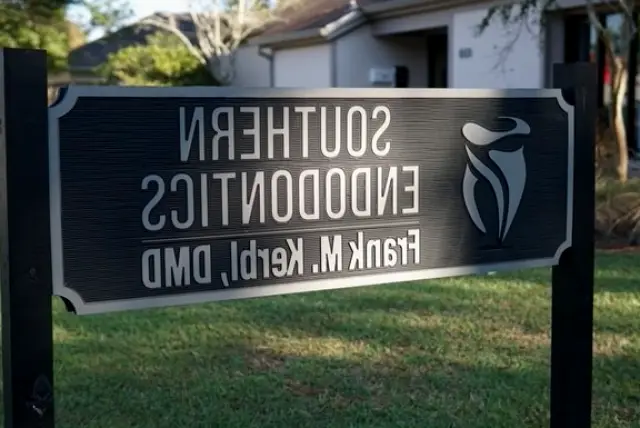 SOUTHERN
ENDODONTICS
Frank M. Kerbl, DMD